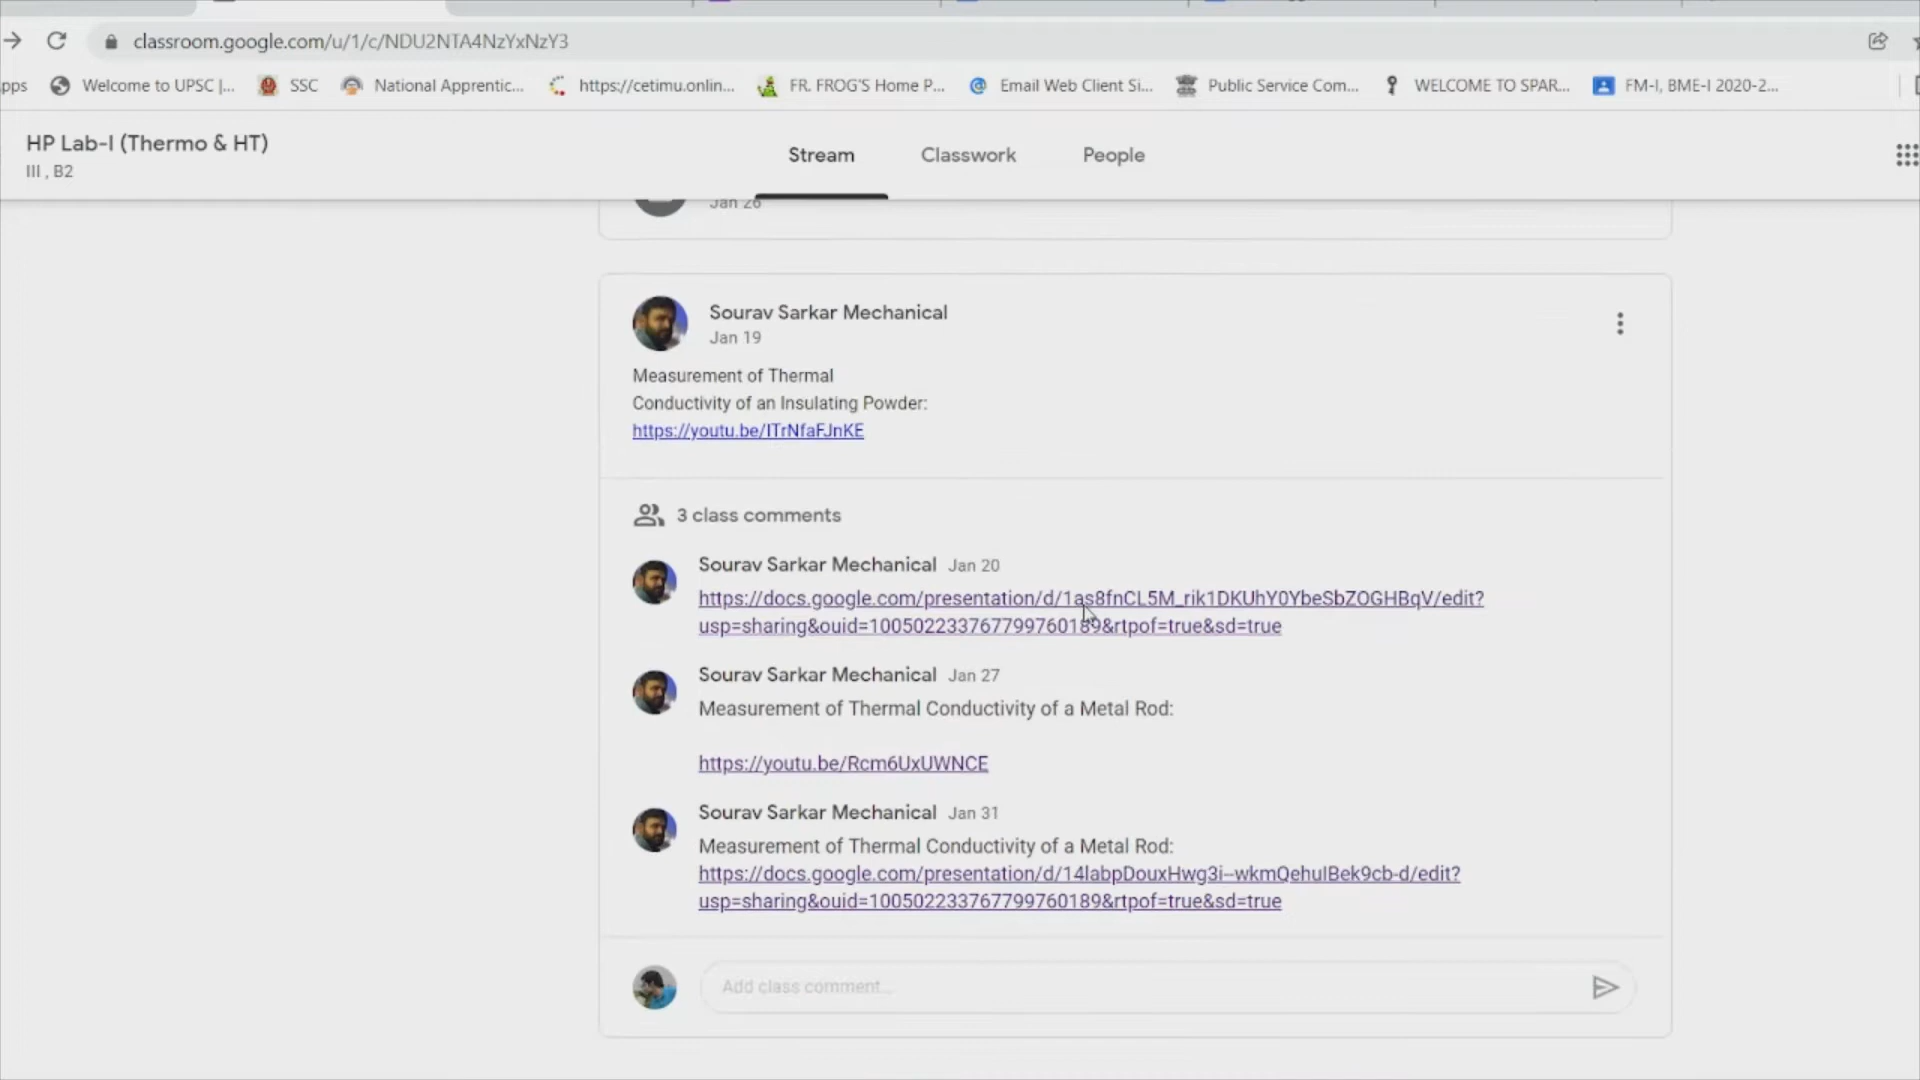 classroom.google.com/u/1/c/NDU2NTA4NzYxNzY3
pps Welcome to UPSC |... SSC National Apprentic... https://cetimu.onlin... FR. FROG'S Home P... Email Web Client Si... Public Service Com... WELCOME TO SPAR... FM-I, BME-I 2020-2...
HP Lab-I (Thermo & HT)
III , B2
Stream Classwork People
Jan 26
Sourav Sarkar Mechanical
Jan 19
Measurement of Thermal
Conductivity of an Insulating Powder:
https://youtu.be/ITrNfaFJnKE
3 class comments
Sourav Sarkar Mechanical Jan 20
https://docs.google.com/presentation/d/1as8fnCL5M_rik1DKUhY0YbeSbZOGHBqV/edit?
usp=sharing&ouid=100502233767799760189&rtpof=true&sd=true
Sourav Sarkar Mechanical Jan 27
Measurement of Thermal Conductivity of a Metal Rod:
https://youtu.be/Rcm6UxUWNCE
Sourav Sarkar Mechanical Jan 31
Measurement of Thermal Conductivity of a Metal Rod:
https://docs.google.com/presentation/d/14labpDouxHwg3i--wkmQehuIBek9cb-d/edit?
usp=sharing&ouid=100502233767799760189&rtpof=true&sd=true
Add class comment...